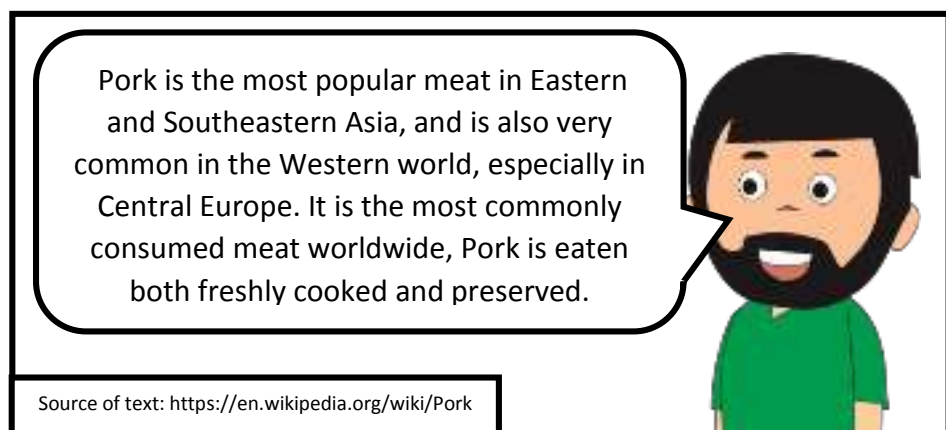 Pork is the most popular meat in Eastern
and Southeastern Asia, and is also very
common in the Western world, especially in
Central Europe. It is the most commonly
consumed meat worldwide, Pork is eaten
both freshly cooked and preserved.
Source of text: https://en.wikipedia.org/wiki/Pork